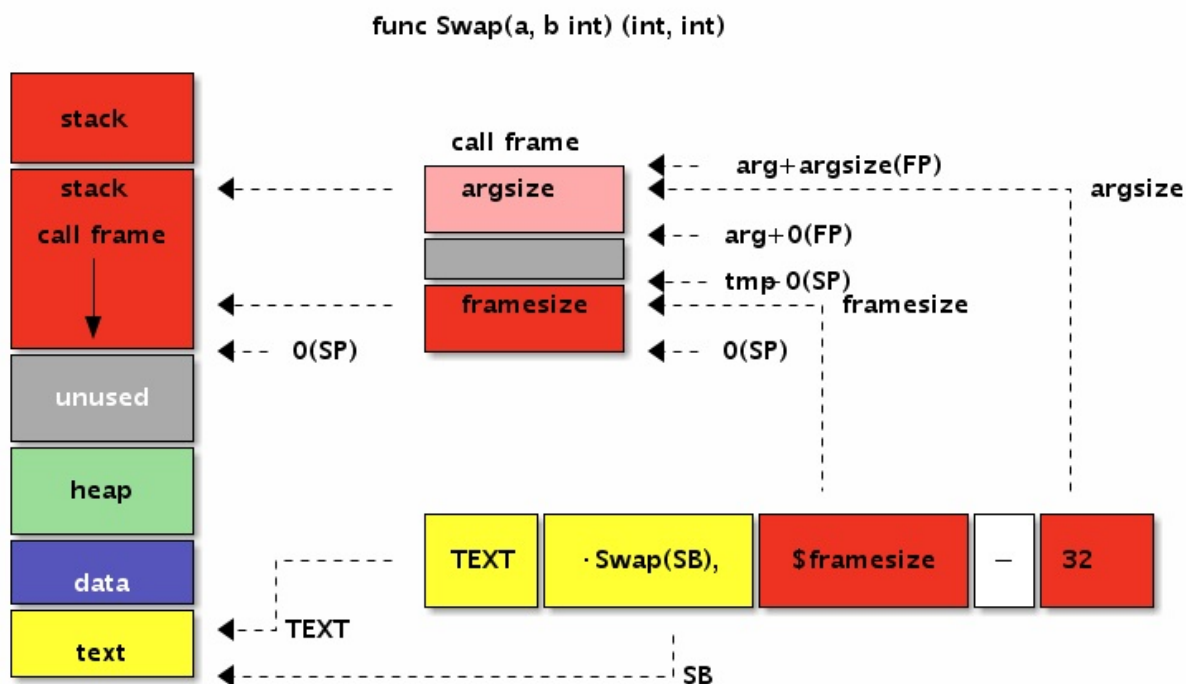 func Swap(a, b int) (int, int)
stack
stack
call frame
0(SP)
unused
heap
data
text
call frame
argsize
framesize
arg+argsize(FP)
argsize
arg+0(FP)
tmp-0(SP)
framesize
0(SP)
TEXT ·Swap(SB), $framesize – 32
TEXT
SB